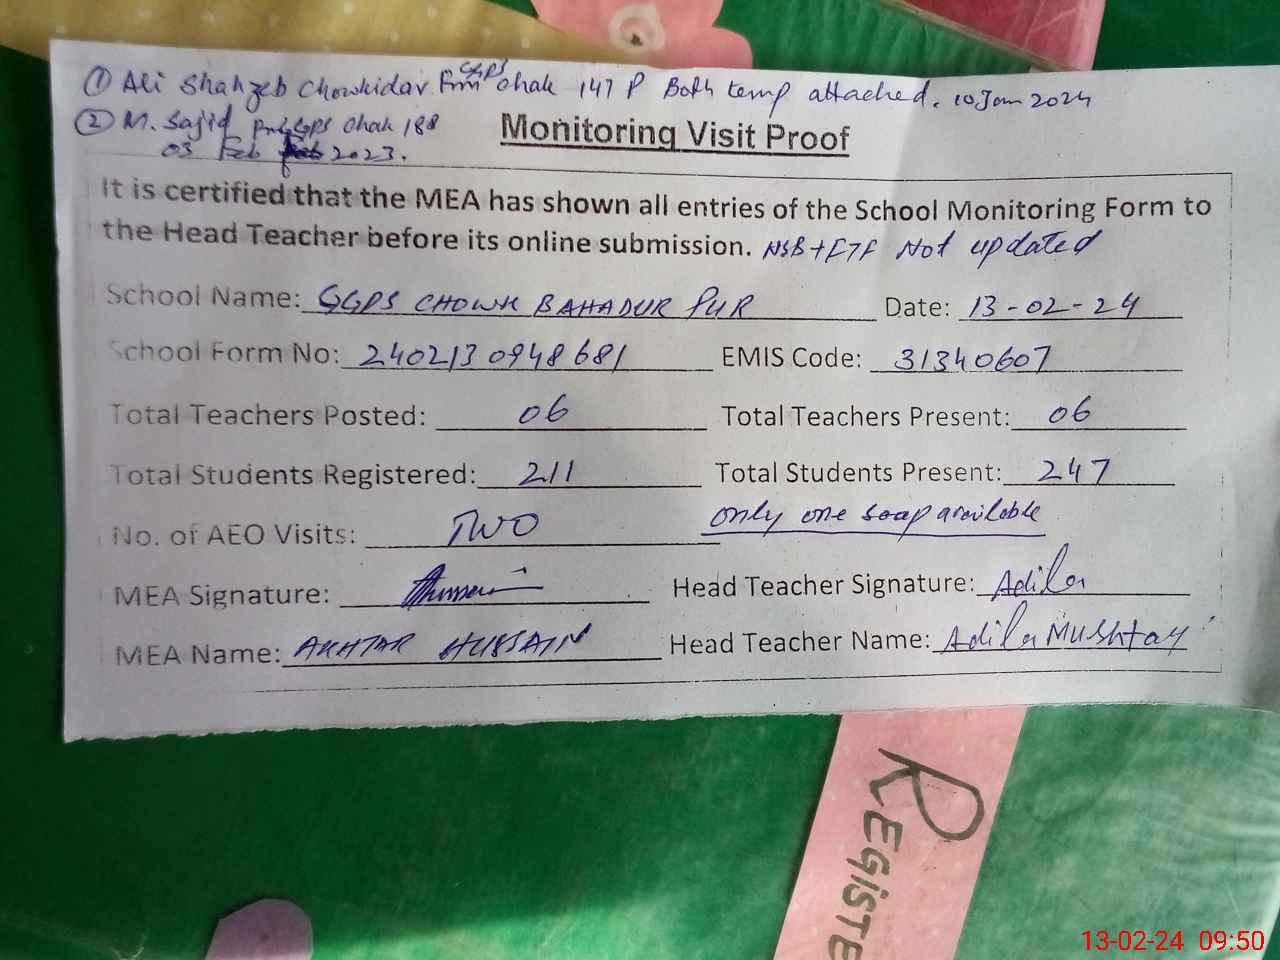 ① Ali Shahzeb Chowkidar From GGPS Chak 147 P Both temp attached. 10 Jan 2024
② M. Sajid GGPS Chak 188
03 Feb 2023.
Monitoring Visit Proof
It is certified that the MEA has shown all entries of the School Monitoring Form to
the Head Teacher before its online submission. NSB+FTF Not updated
School Name: GGPS CHOWK BAHADUR PUR Date: 13-02-24
School Form No: 240213 0948681 EMIS Code: 31340607
Total Teachers Posted: 06 Total Teachers Present: 06
Total Students Registered: 211 Total Students Present: 247
No. of AEO Visits: TWO only one soap available
MEA Signature: Head Teacher Signature: Adila
MEA Name: AKHTAR HUSSAIN Head Teacher Name: Adila Mushtaq
REGISTE
13-02-24 09:50